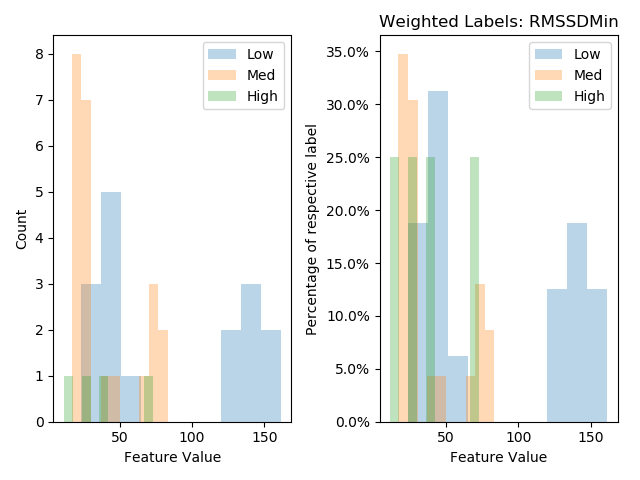 Weighted Labels: RMSSDMin
8
7
6
5
4
3
2
1
0
Count
50
100
150
Feature Value
Low
Med
High
35.0%
30.0%
25.0%
20.0%
15.0%
10.0%
5.0%
0.0%
Percentage of respective label
50
100
150
Feature Value
Low
Med
High